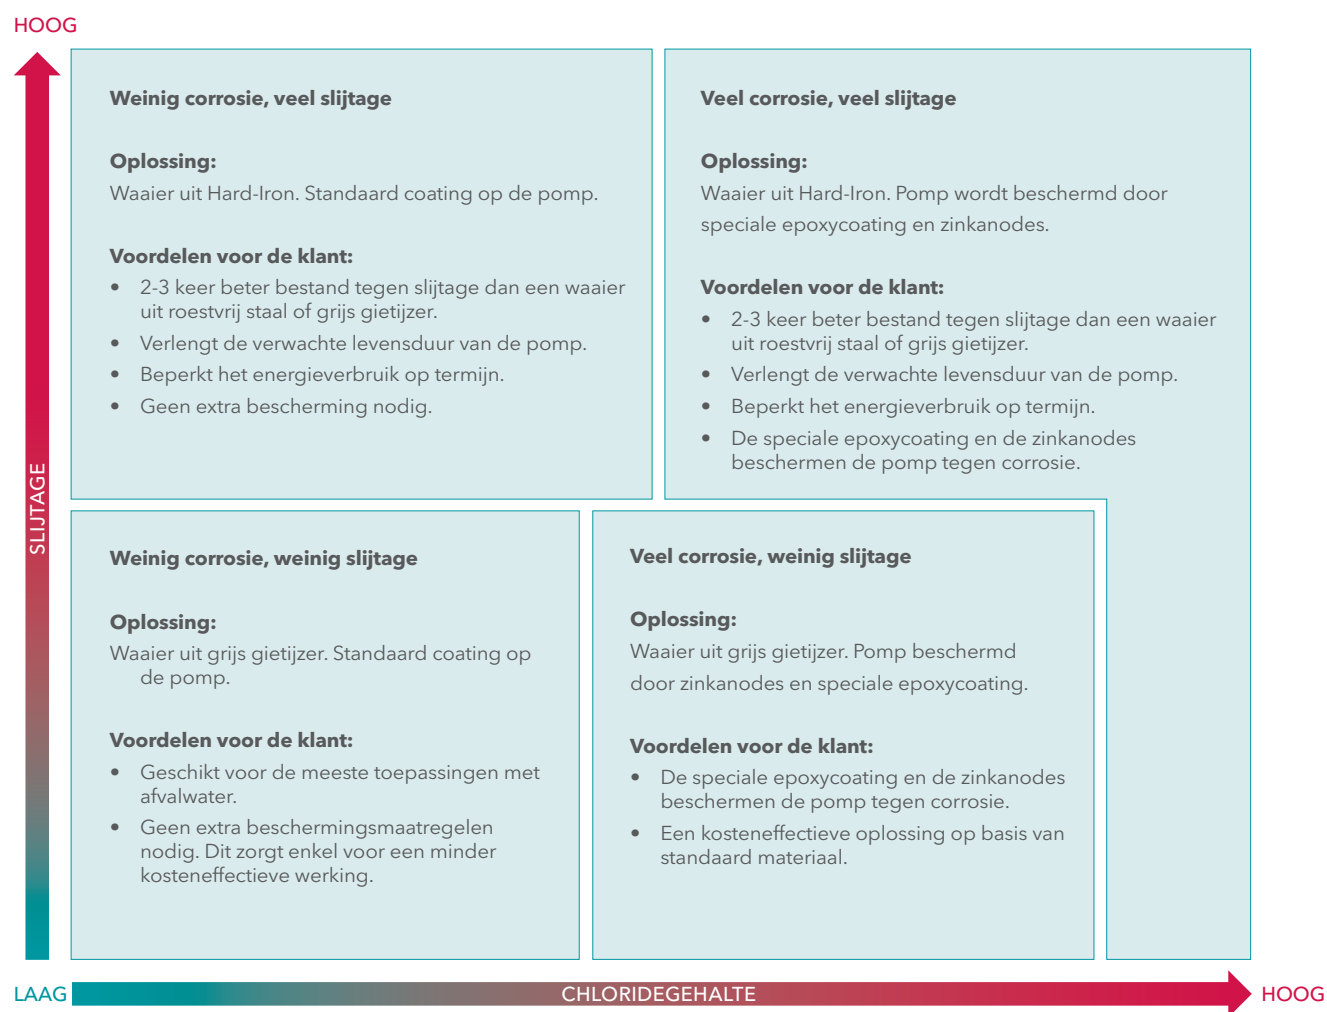 HOOG
SLIJTAGE
Weinig corrosie, veel slijtage
Oplossing:
Waaier uit Hard-Iron. Standaard coating op de pomp.
Voordelen voor de klant:
• 2-3 keer beter bestand tegen slijtage dan een waaier
uit roestvrij staal of grijs gietijzer.
• Verlengt de verwachte levensduur van de pomp.
• Beperkt het energieverbruik op termijn.
• Geen extra bescherming nodig.
Veel corrosie, veel slijtage
Oplossing:
Waaier uit Hard-Iron. Pomp wordt beschermd door
speciale epoxycoating en zinkanodes.
Voordelen voor de klant:
• 2-3 keer beter bestand tegen slijtage dan een waaier
uit roestvrij staal of grijs gietijzer.
• Verlengt de verwachte levensduur van de pomp.
• Beperkt het energieverbruik op termijn.
• De speciale epoxycoating en de zinkanodes
beschermen de pomp tegen corrosie.
Weinig corrosie, weinig slijtage
Oplossing:
Waaier uit grijs gietijzer. Standaard coating op
de pomp.
Voordelen voor de klant:
• Geschikt voor de meeste toepassingen met
afvalwater.
• Geen extra beschermingsmaatregelen
nodig. Dit zorgt enkel voor een minder
kosteneffectieve werking.
Veel corrosie, weinig slijtage
Oplossing:
Waaier uit grijs gietijzer. Pomp beschermd
door zinkanodes en speciale epoxycoating.
Voordelen voor de klant:
• De speciale epoxycoating en de zinkanodes
beschermen de pomp tegen corrosie.
• Een kosteneffectieve oplossing op basis van
standaard materiaal.
LAAG
CHLORIDEGEHALTE
HOOG